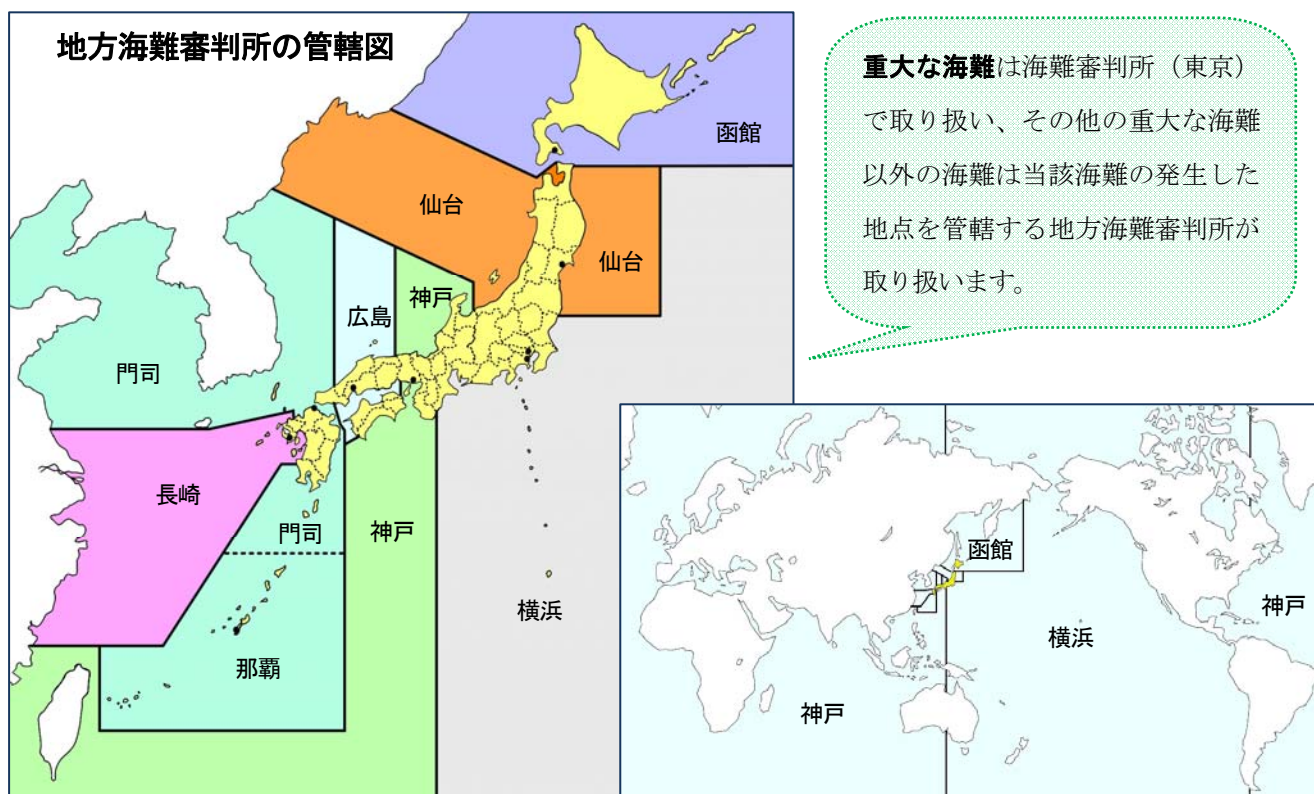 地方海難審判所の管轄図
重大な海難は海難審判所（東京）
で取り扱い、その他の重大な海難
以外の海難は当該海難の発生した
地点を管轄する地方海難審判所が
取り扱います。
函館
仙台
仙台
神戸
広島
門司
長崎
門司
神戸
横浜
那覇
函館
神戸
横浜
神戸